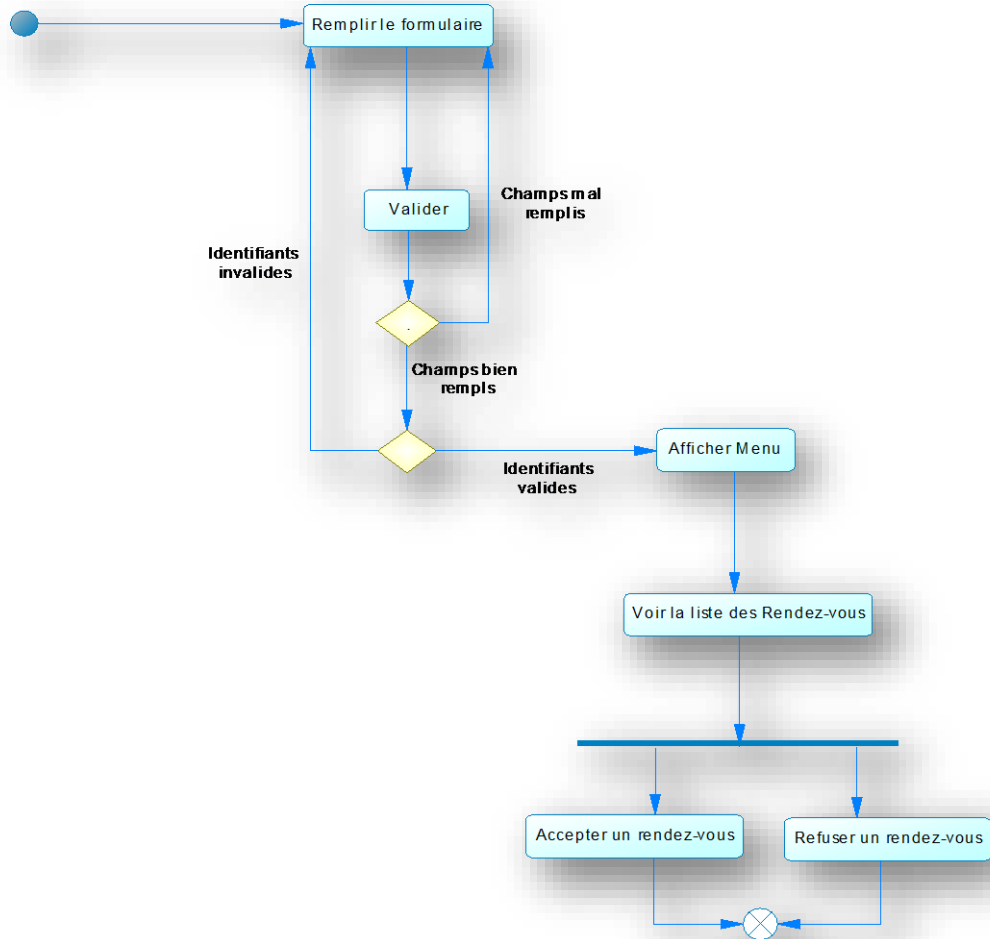 Remplir le formulaire
Valider
Champs mal
remplis
Identifiants
invalides
.
Champs bien
rempls
Afficher Menu
Identifiants
valides
Voir la liste des Rendez-vous
Accepter un rendez-vous
Refuser un rendez-vous